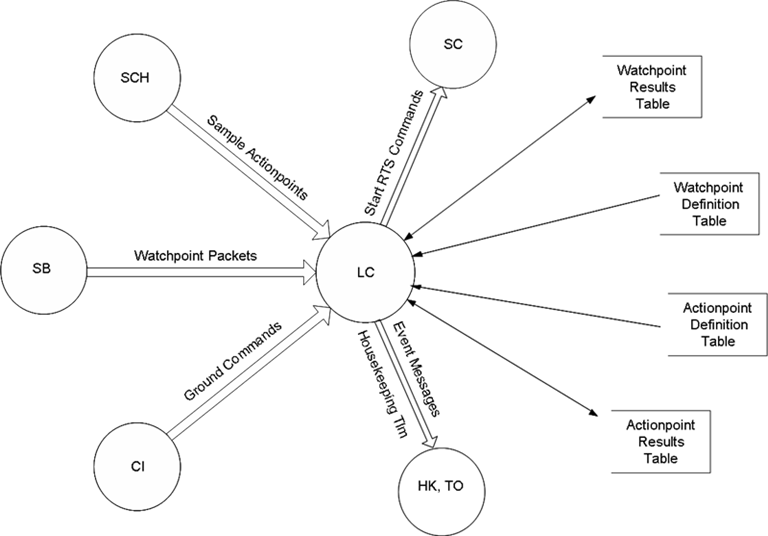 SC
SCH
Watchpoint
Results
Table
Sample Actionpoints
Start RTS Commands
Watchpoint
Definition
Table
SB
Watchpoint Packets
LC
Actionpoint
Definition
Table
Ground Commands
Event Messages
Housekeeping Tlm
Actionpoint
Results
Table
CI
HK, TO